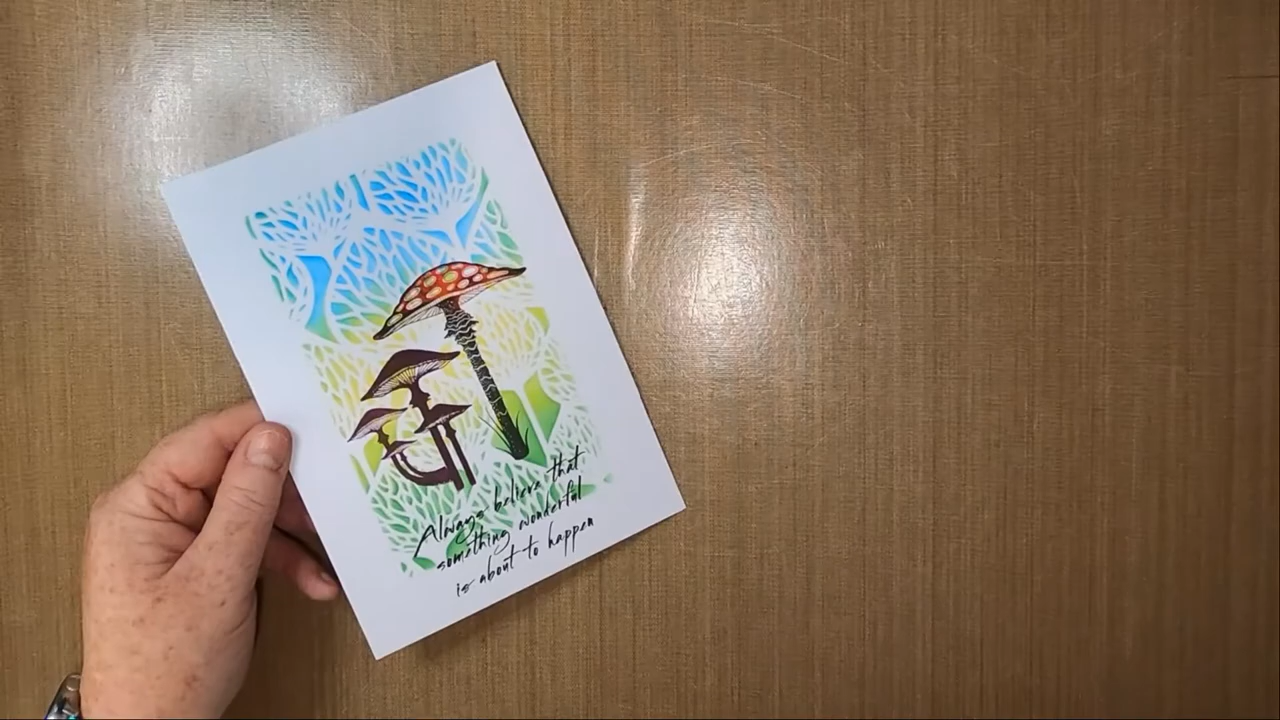 Always believe that
something wonderful
is about to happen